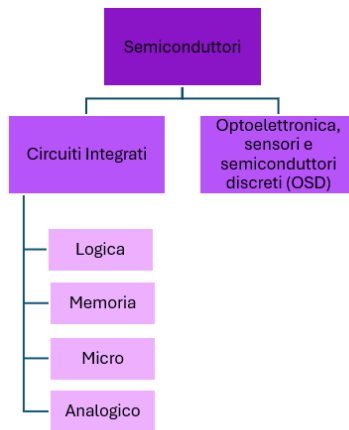 Semiconduttori
Circuiti Integrati
Optoelettronica,
sensori e
semiconduttori
discreti (OSD)
Logica
Memoria
Micro
Analogico